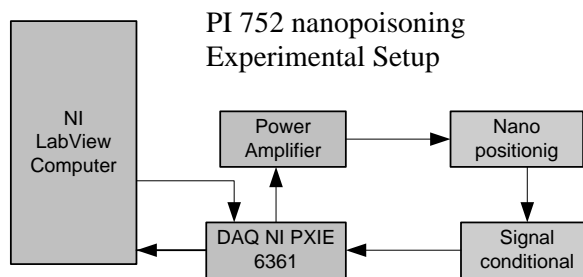 PI 752 nanopoisoning
Experimental Setup
NI
LabView
Computer
Power
Amplifier
Nano
positionig
DAQ NI PXIE
6361
Signal
conditional